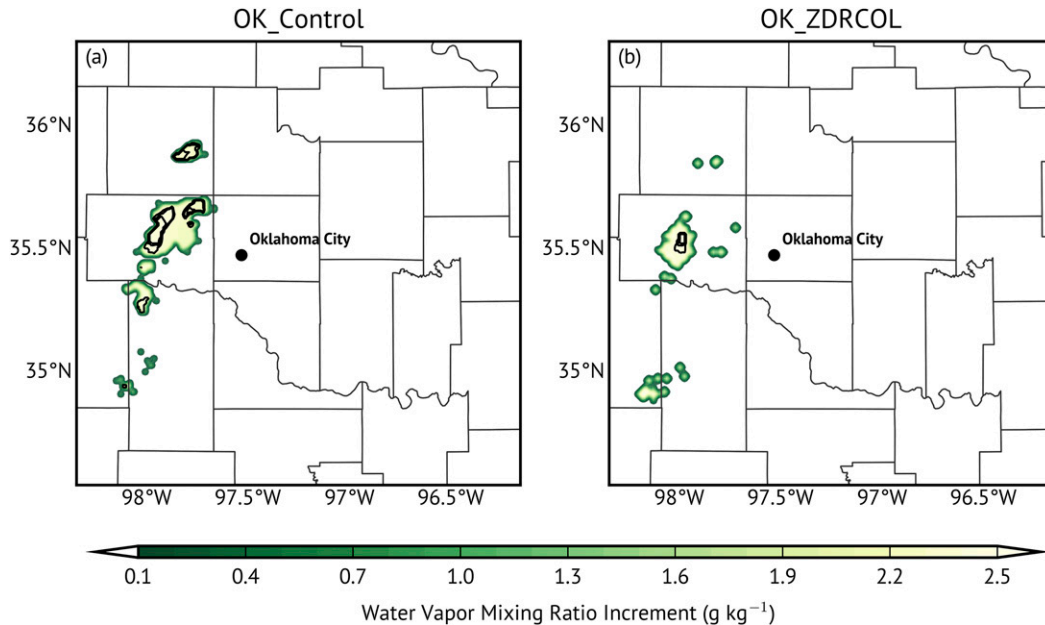 OK_Control
OK_ZDRCOL
(a)
(b)
36°N
36°N
Oklahoma City
Oklahoma City
35.5°N
35.5°N
35°N
35°N
98°W 97.5°W 97°W 96.5°W
98°W 97.5°W 97°W 96.5°W
0.1 0.4 0.7 1.0 1.3 1.6 1.9 2.2 2.5
Water Vapor Mixing Ratio Increment (g kg⁻¹)